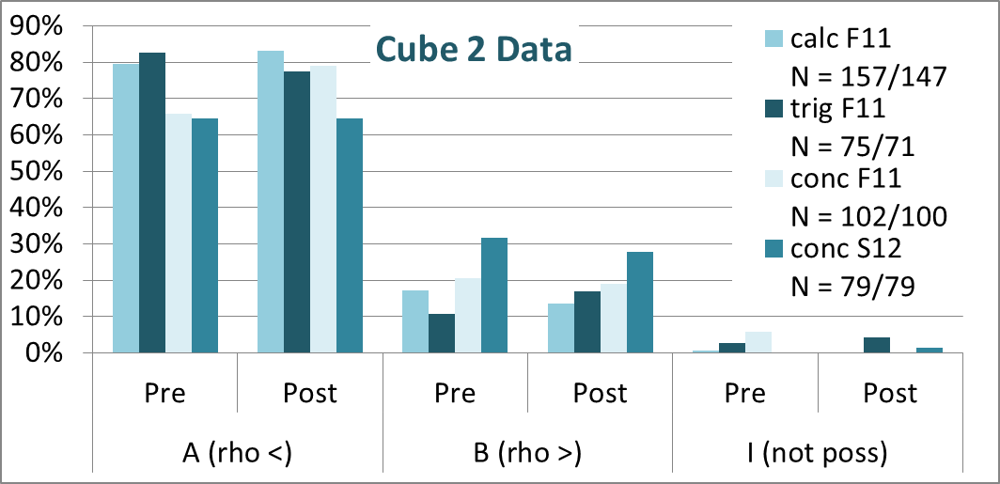 Cube 2 Data
90%
80%
70%
60%
50%
40%
30%
20%
10%
0%
calc F11
N = 157/147
trig F11
N = 75/71
conc F11
N = 102/100
conc S12
N = 79/79
Pre Post Pre Post Pre Post
A (rho <) B (rho >) I (not poss)